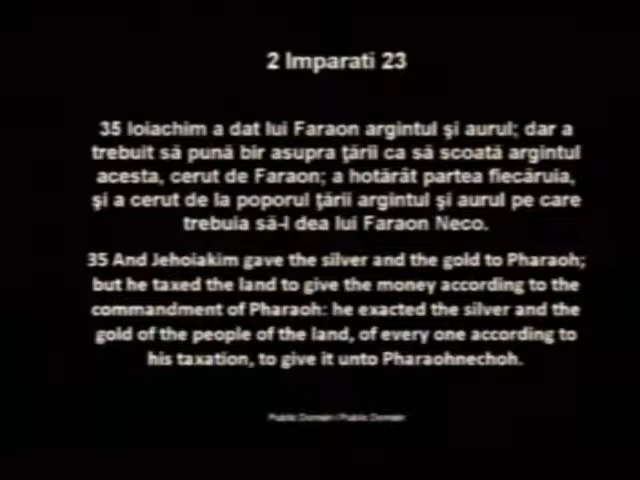 2 Imparati 23
35 Ioiachim a dat lui Faraon argintul şi aurul; dar a
trebuit să pună bir asupra ţării ca să scoată argintul
acesta, cerut de Faraon; a hotărât partea fiecăruia,
şi a cerut de la poporul ţării argintul şi aurul pe care
trebuia să-l dea lui Faraon Neco.
35 And Jehoiakim gave the silver and the gold to Pharaoh;
but he taxed the land to give the money according to the
commandment of Pharaoh: he exacted the silver and the
gold of the people of the land, of every one according to
his taxation, to give it unto Pharaohnechoh.
Public Domain / Public Domain